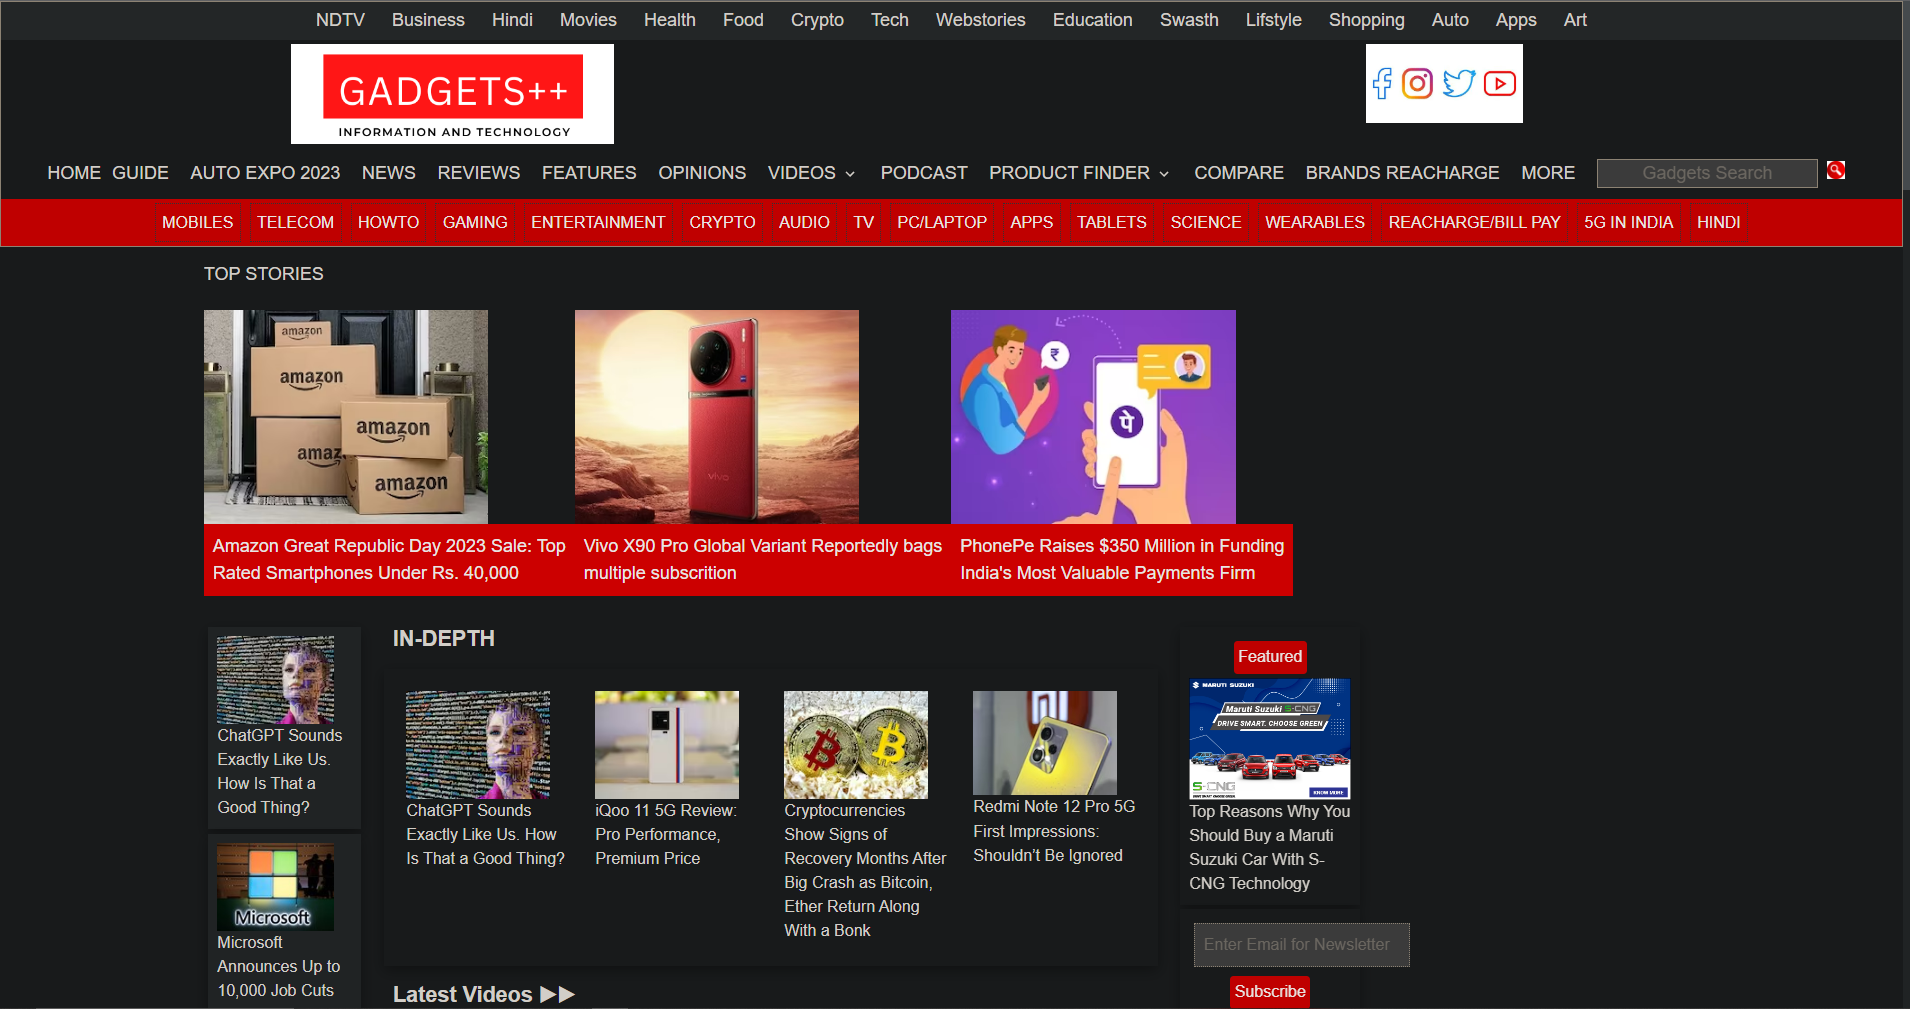 NDTV Business Hindi Movies Health Food Crypto Tech Webstories Education Swasth Lifstyle Shopping Auto Apps Art
GADGETS++
INFORMATION AND TECHNOLOGY
HOME GUIDE AUTO EXPO 2023 NEWS REVIEWS FEATURES OPINIONS VIDEOS PODCAST PRODUCT FINDER COMPARE BRANDS REACHARGE MORE Gadgets Search
MOBILES TELECOM HOWTO GAMING ENTERTAINMENT CRYPTO AUDIO TV PC/LAPTOP APPS TABLETS SCIENCE WEARABLES REACHARGE/BILL PAY 5G IN INDIA HINDI
TOP STORIES
amazon
amazon
amazon
amaz
amazon
Amazon Great Republic Day 2023 Sale: Top
Rated Smartphones Under Rs. 40,000
vivo
Vivo X90 Pro Global Variant Reportedly bags
multiple subscrition
₹
पे
PhonePe Raises $350 Million in Funding
India's Most Valuable Payments Firm
ChatGPT Sounds
Exactly Like Us.
How Is That a
Good Thing?
Microsoft
Microsoft
Announces Up to
10,000 Job Cuts
IN-DEPTH
ChatGPT Sounds
Exactly Like Us. How
Is That a Good Thing?
iQoo 11 5G Review:
Pro Performance,
Premium Price
Cryptocurrencies
Show Signs of
Recovery Months After
Big Crash as Bitcoin,
Ether Return Along
With a Bonk
Redmi Note 12 Pro 5G
First Impressions:
Shouldn't Be Ignored
Latest Videos ▶▶
Featured
MARUTI SUZUKI
Maruti Suzuki S-CNG
DRIVE SMART. CHOOSE GREEN
S-CNG
DRIVE SMART CHOOSE GREEN
KNOW MORE
Top Reasons Why You
Should Buy a Maruti
Suzuki Car With S-
CNG Technology
Enter Email for Newsletter
Subscribe